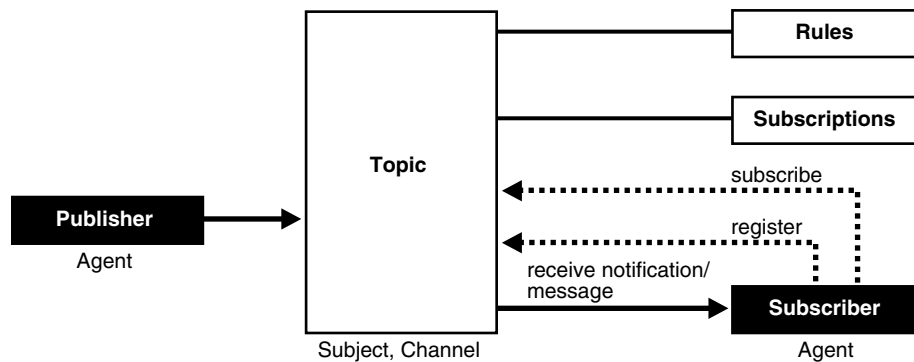 Rules
Subscriptions
Topic
subscribe
Publisher
Agent
register
receive notification/
message
Subscriber
Subject, Channel
Agent